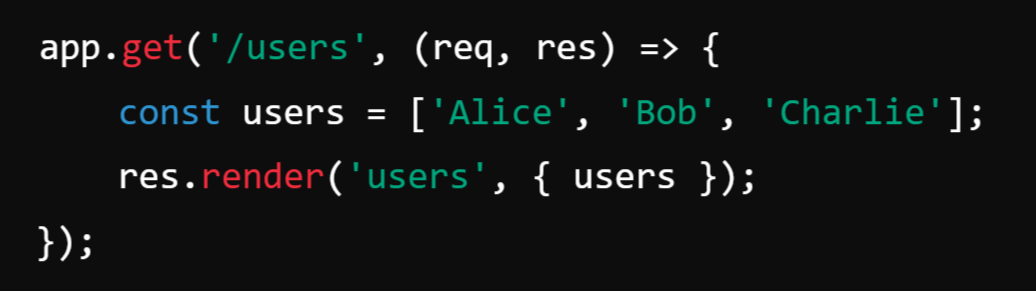 app.get('/users', (req, res) => {
    const users = ['Alice', 'Bob', 'Charlie'];
    res.render('users', { users });
});